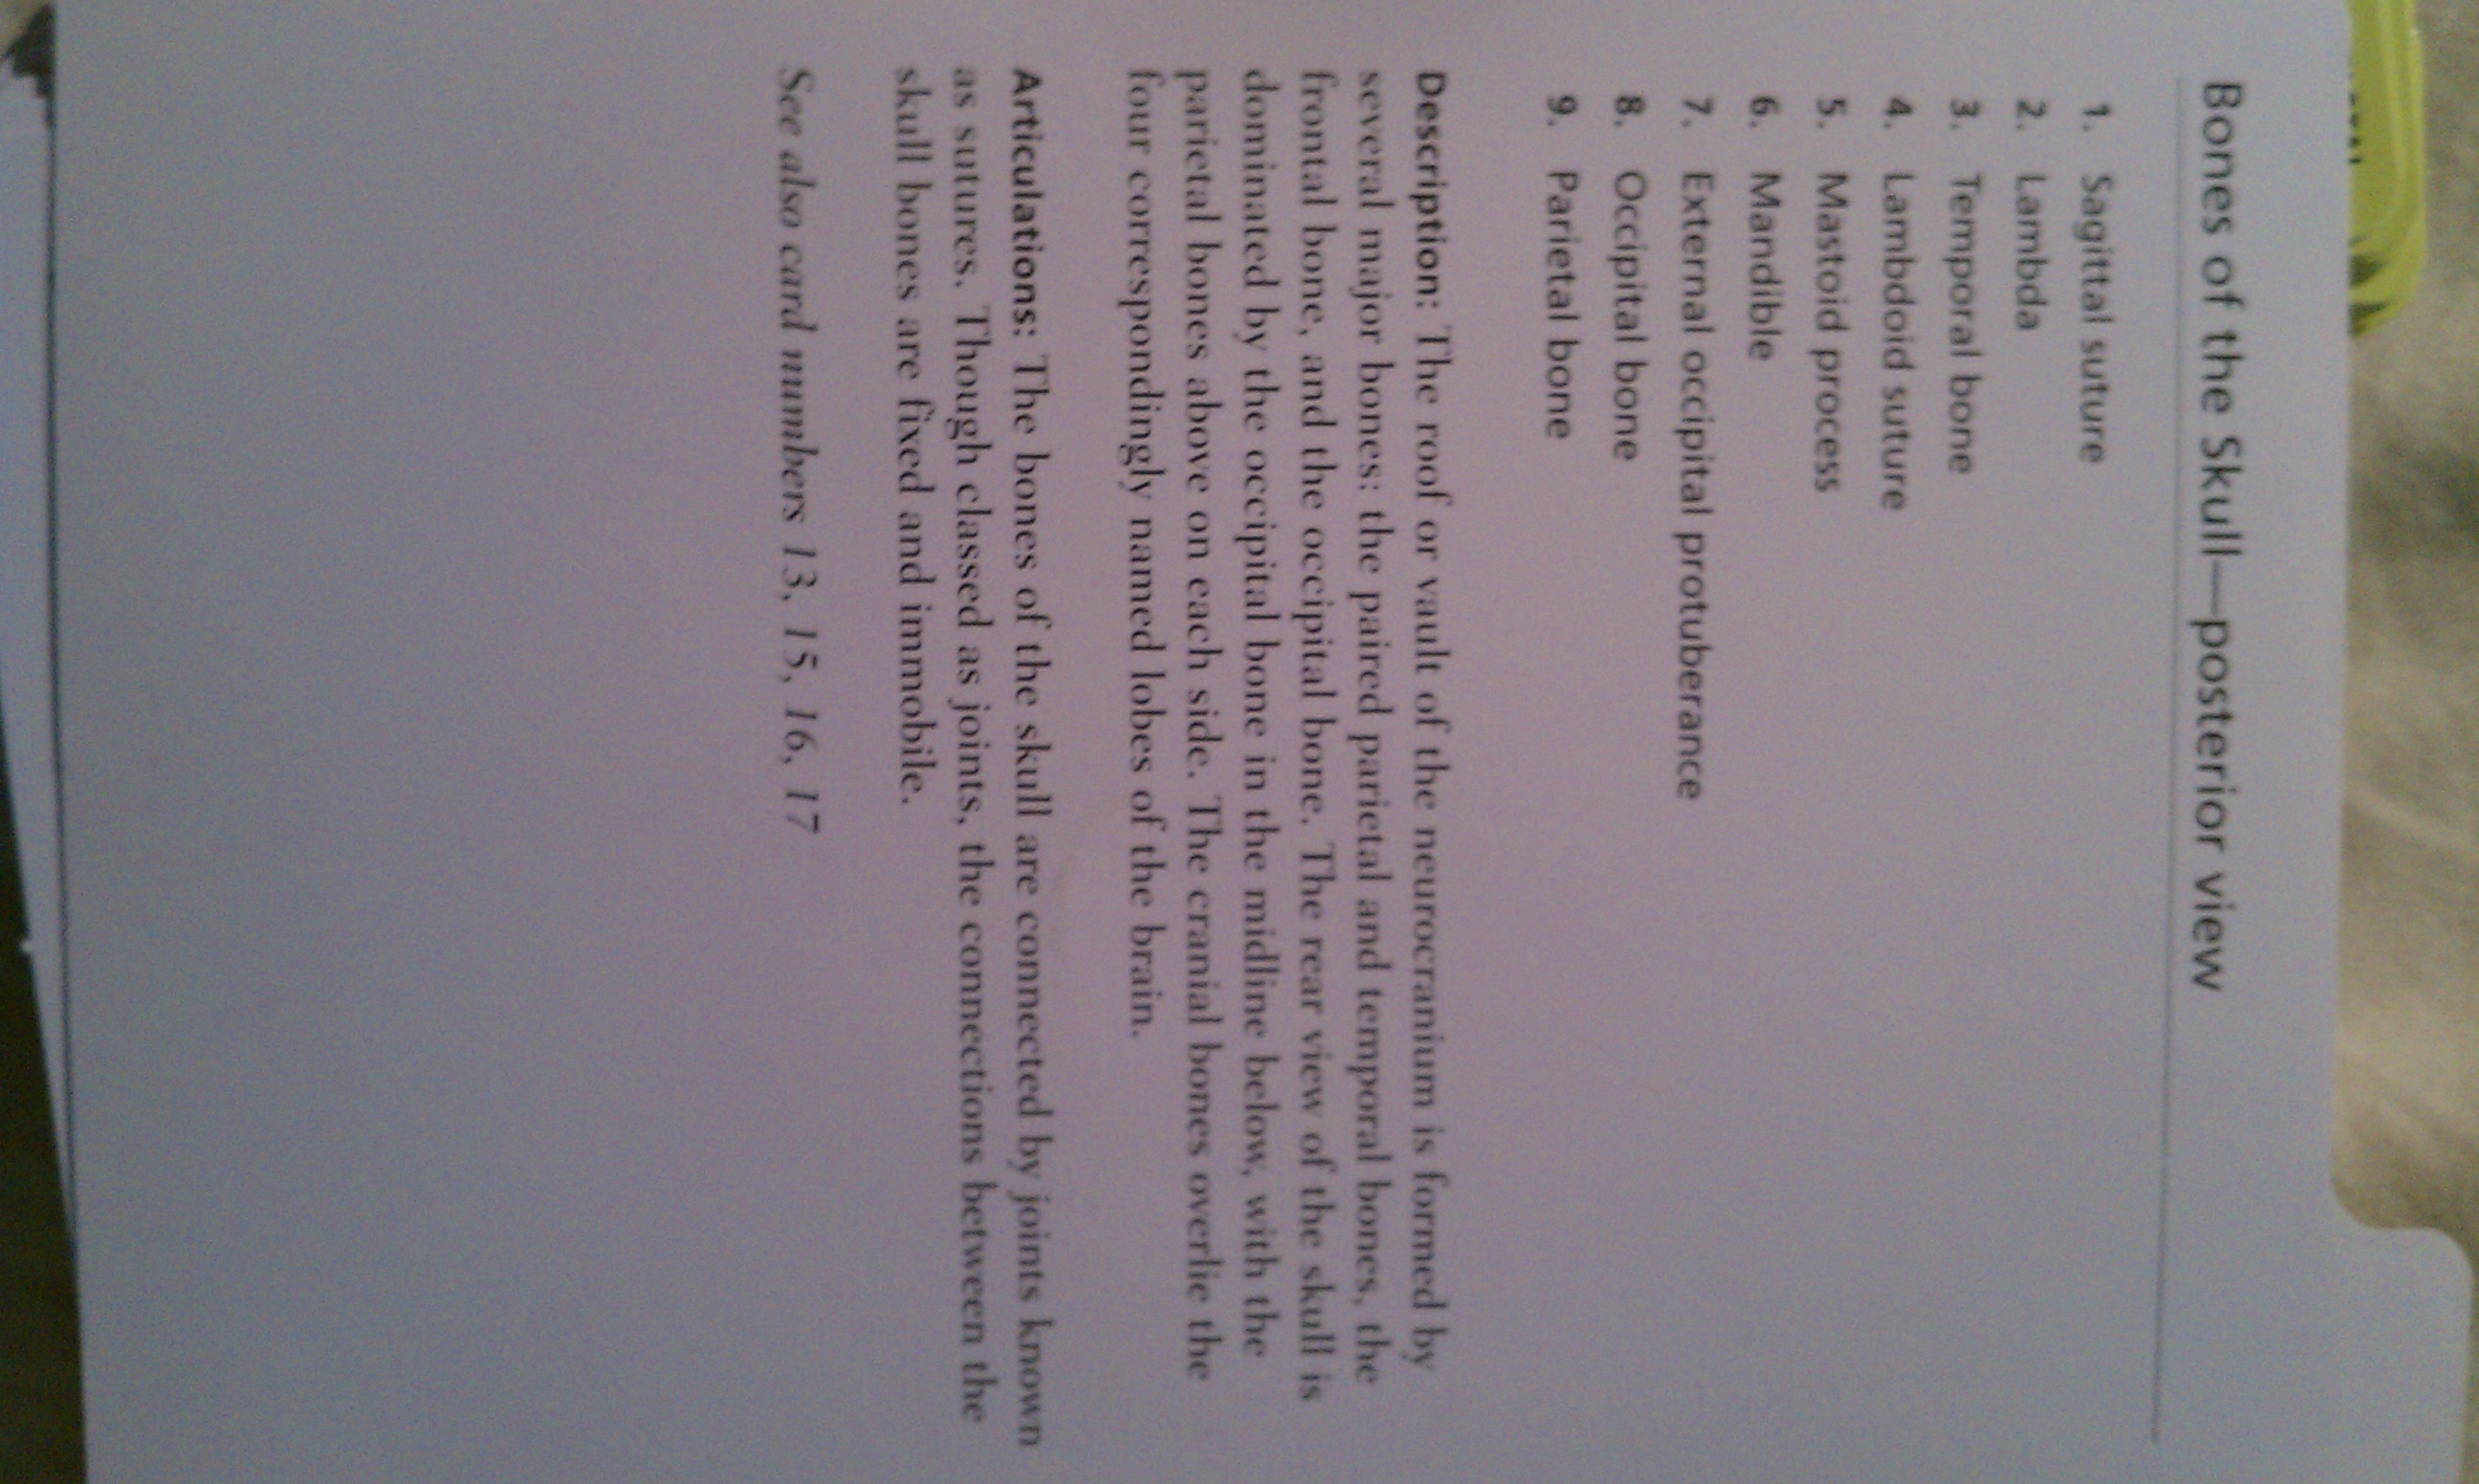 Bones of the Skull—posterior view
1. Sagittal suture
2. Lambda
3. Temporal bone
4. Lambdoid suture
5. Mastoid process
6. Mandible
7. External occipital protuberance
8. Occipital bone
9. Parietal bone
Description: The roof or vault of the neurocranium is formed by
several major bones: the paired parietal and temporal bones, the
frontal bone, and the occipital bone. The rear view of the skull is
dominated by the occipital bone in the midline below, with the
parietal bones above on each side. The cranial bones overlie the
four correspondingly named lobes of the brain.
Articulations: The bones of the skull are connected by joints known
as sutures. Though classed as joints, the connections between the
skull bones are fixed and immobile.
See also card numbers 13, 15, 16, 17